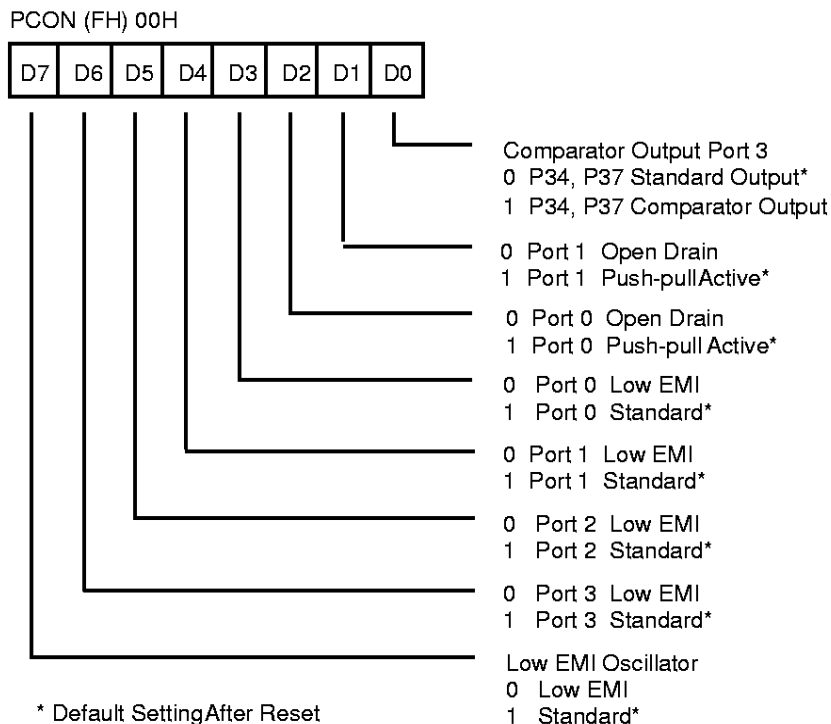 PCON (FH) 00H
D7 D6 D5 D4 D3 D2 D1 D0
Comparator Output Port 3
0 P34, P37 Standard Output*
1 P34, P37 Comparator Output
0 Port 1 Open Drain
1 Port 1 Push-pullActive*
0 Port 0 Open Drain
1 Port 0 Push-pull Active*
0 Port 0 Low EMI
1 Port 0 Standard*
0 Port 1 Low EMI
1 Port 1 Standard*
0 Port 2 Low EMI
1 Port 2 Standard*
0 Port 3 Low EMI
1 Port 3 Standard*
Low EMI Oscillator
0 Low EMI
1 Standard*
* Default SettingAfter Reset